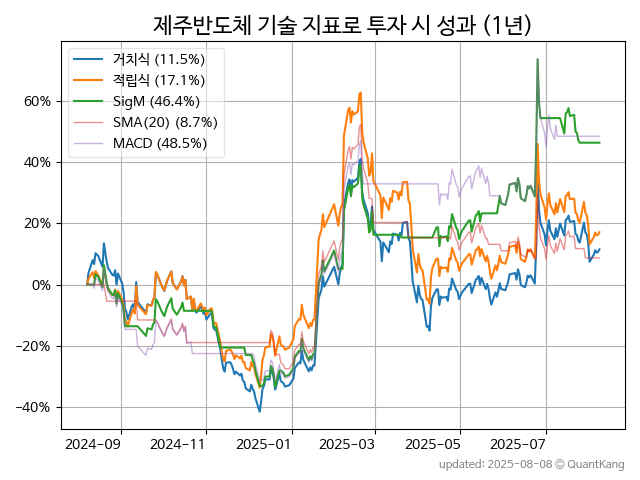 제주반도체 기술 지표로 투자 시 성과 (1년)
거치식 (11.5%)
적립식 (17.1%)
SigM (46.4%)
SMA(20) (8.7%)
MACD (48.5%)
60%
40%
20%
0%
−20%
−40%
2024-09 2024-11 2025-01 2025-03 2025-05 2025-07
updated: 2025-08-08 ⓒ QuantKang